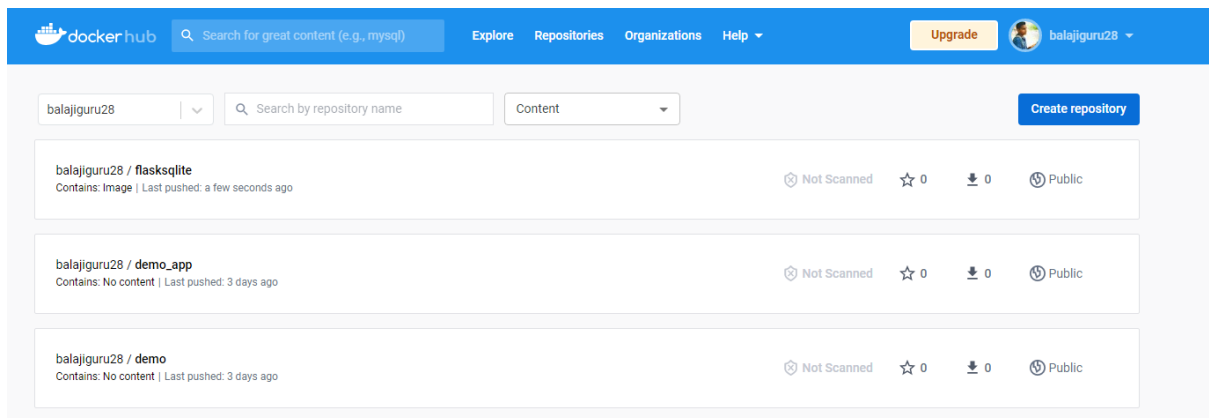 dockerhub Search for great content (e.g., mysql) Explore Repositories Organizations Help Upgrade balajiguru28
balajiguru28 Search by repository name Content Create repository
balajiguru28 / flasksqlite
Contains: Image | Last pushed: a few seconds ago
Not Scanned 0 0 Public
balajiguru28 / demo_app
Contains: No content | Last pushed: 3 days ago
Not Scanned 0 0 Public
balajiguru28 / demo
Contains: No content | Last pushed: 3 days ago
Not Scanned 0 0 Public